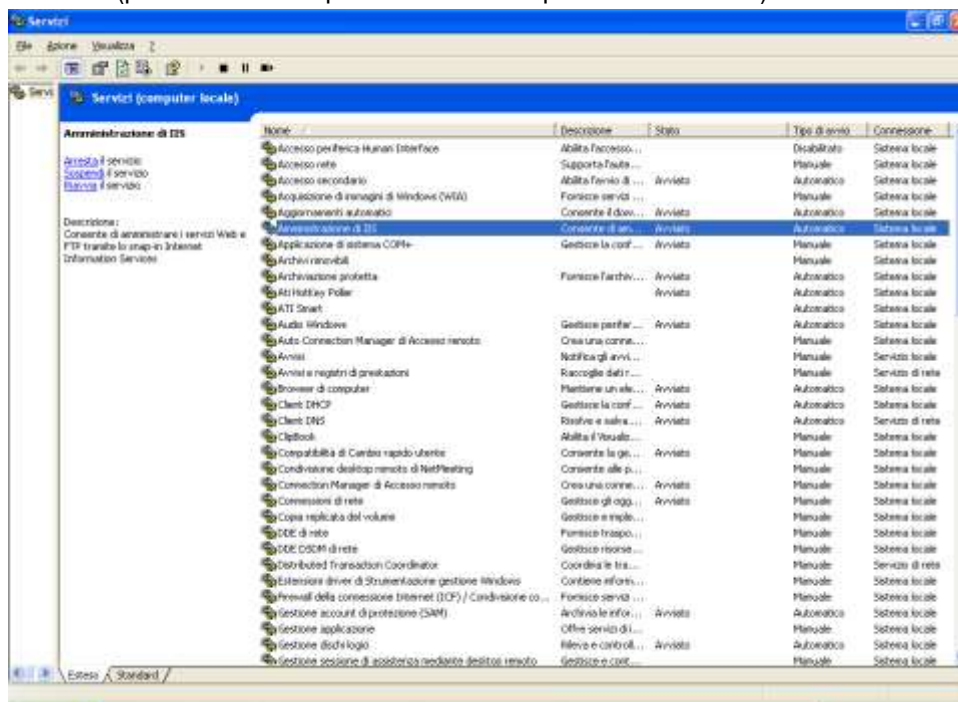 Servizi
File Azione Visualizza ?
Servi
Servizi (computer locale)
Amministrazione di IIS
Arresta il servizio
Sospendi il servizio
Riavvia il servizio
Descrizione:
Consente di amministrare i servizi Web e
FTP tramite lo snap-in Internet
Information Services
Nome Descrizione Stato Tipo di avvio Connessione
Accesso periferica Human Interface Abilita l'accesso... Disabilitato Sistema locale
Accesso rete Supporta l'aute... Manuale Sistema locale
Accesso secondario Abilita l'avvio di ... Avviato Automatico Sistema locale
Acquisizione di immagini di Windows (WIA) Fornisce servizi ... Manuale Sistema locale
Aggiornamenti automatici Consente il dow... Avviato Automatico Sistema locale
Amministrazione di IIS Consente di am... Avviato Automatico Sistema locale
Applicazione di sistema COM+ Gestisce la conf... Avviato Manuale Sistema locale
Archivi rimovibili Manuale Sistema locale
Archiviazione protetta Fornisce l'archiv... Avviato Automatico Sistema locale
Ati HotKey Poller Avviato Automatico Sistema locale
ATI Smart Automatico Sistema locale
Audio Windows Gestisce perifer... Avviato Automatico Sistema locale
Auto Connection Manager di Accesso remoto Crea una conne... Manuale Sistema locale
Avvisi Notifica gli avvi... Manuale Servizio locale
Avvisi e registri di prestazioni Raccoglie dati r... Manuale Servizio di rete
Browser di computer Mantiene un ele... Avviato Automatico Sistema locale
Client DHCP Gestisce la conf... Avviato Automatico Sistema locale
Client DNS Risolve e salva ... Avviato Automatico Servizio di rete
ClipBook Abilita il Visualiz... Manuale Sistema locale
Compatibilità di Cambio rapido utente Consente la ge... Avviato Manuale Sistema locale
Condivisione desktop remoto di NetMeeting Consente alle p... Manuale Sistema locale
Connection Manager di Accesso remoto Crea una conne... Avviato Manuale Sistema locale
Connessioni di rete Gestisce gli ogg... Avviato Manuale Sistema locale
Copia replicata del volume Gestisce e imple... Manuale Sistema locale
DDE di rete Fornisce traspo... Manuale Sistema locale
DDE DSDM di rete Gestisce risorse... Manuale Sistema locale
Distributed Transaction Coordinator Coordina le tra... Manuale Servizio di rete
Estensioni driver di Strumentazione gestione Windows Contiene inform... Manuale Sistema locale
Firewall della connessione Internet (ICF) / Condivisione co... Fornisce servizi ... Manuale Sistema locale
Gestione account di protezione (SAM) Archivia le infor... Avviato Automatico Sistema locale
Gestione applicazione Offre servizi di i... Manuale Sistema locale
Gestione dischi logici Rileva e controll... Avviato Automatico Sistema locale
Gestione sessione di assistenza mediante desktop remoto Gestisce e cont... Manuale Sistema locale
Esteso Standard